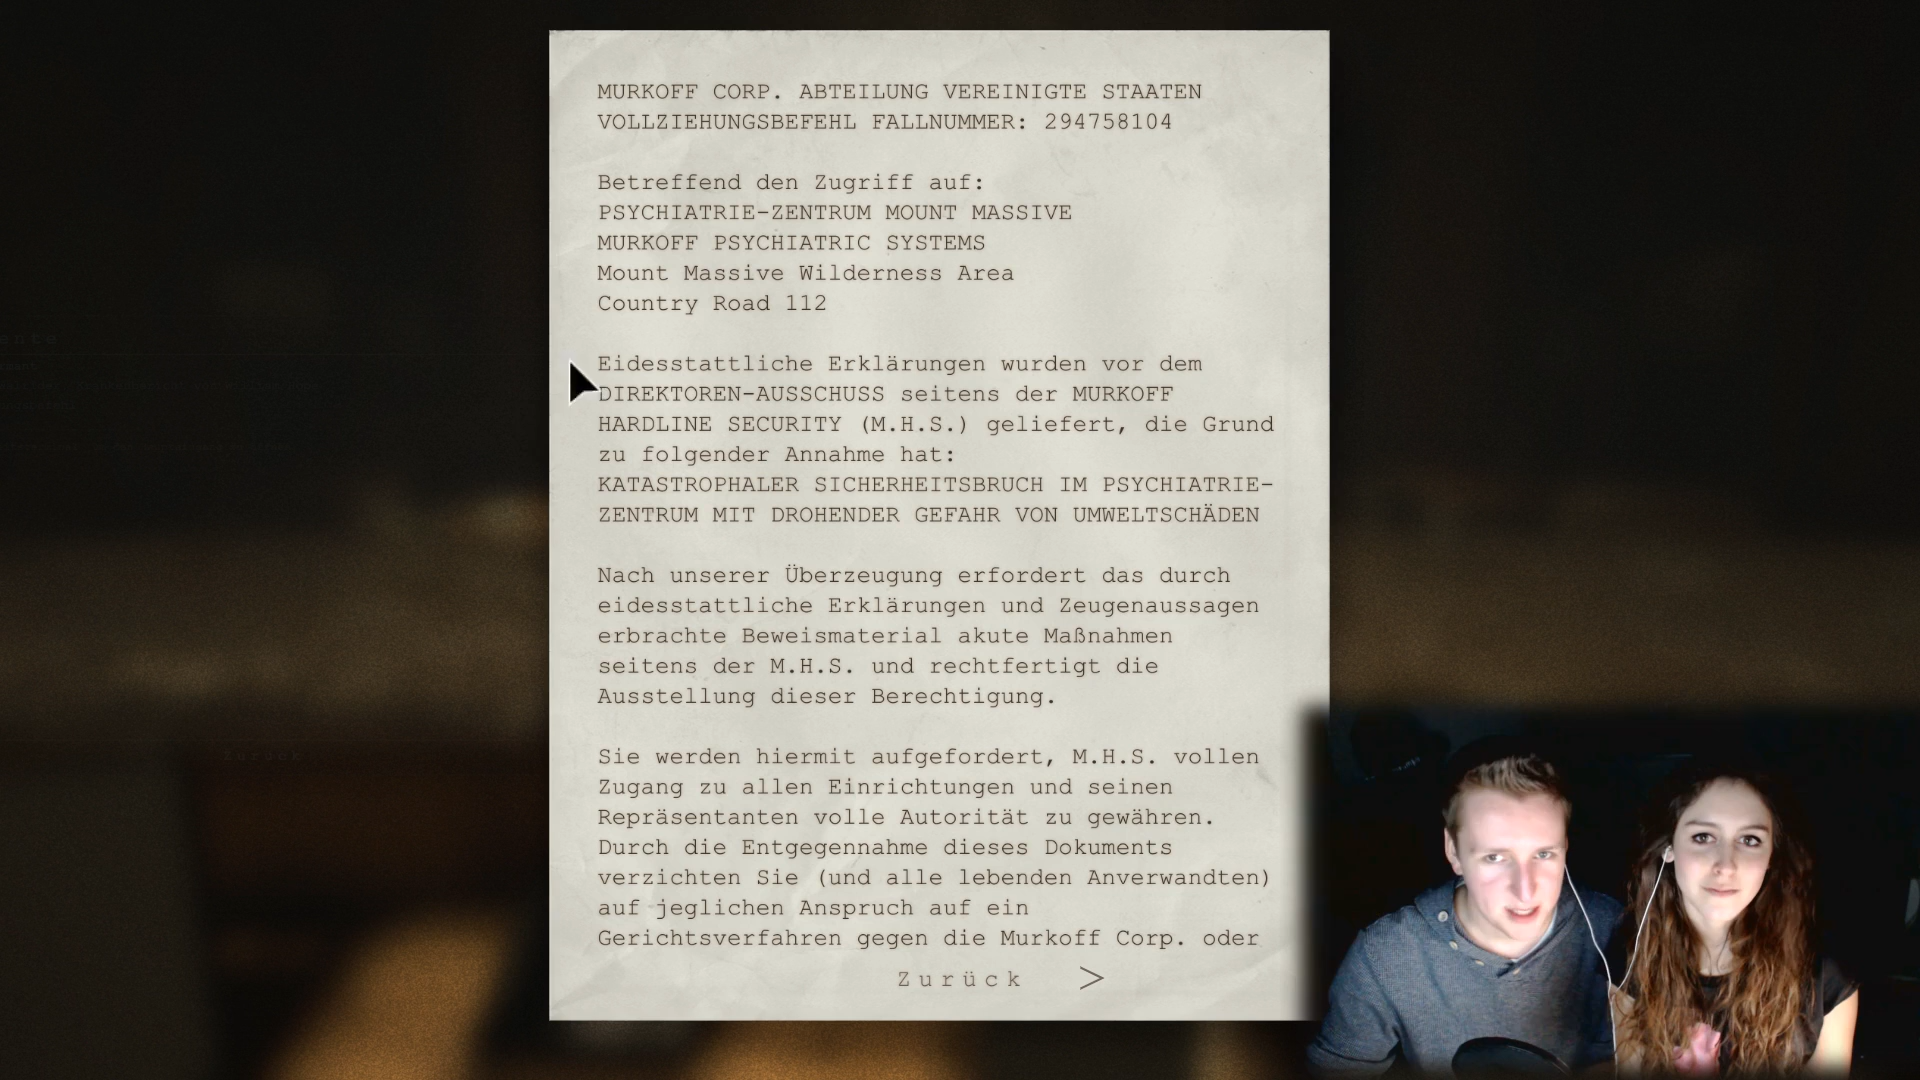 MURKOFF CORP. ABTEILUNG VEREINIGTE STAATEN
VOLLZIEHUNGSBEFEHL FALLNUMMER: 294758104
Betreffend den Zugriff auf:
PSYCHIATRIE-ZENTRUM MOUNT MASSIVE
MURKOFF PSYCHIATRIC SYSTEMS
Mount Massive Wilderness Area
Country Road 112
Eidesstattliche Erklärungen wurden vor dem
DIREKTOREN-AUSSCHUSS seitens der MURKOFF
HARDLINE SECURITY (M.H.S.) geliefert, die Grund
zu folgender Annahme hat:
KATASTROPHALER SICHERHEITSBRUCH IM PSYCHIATRIE-
ZENTRUM MIT DROHENDER GEFAHR VON UMWELTSCHÄDEN
Nach unserer Überzeugung erfordert das durch
eidesstattliche Erklärungen und Zeugenaussagen
erbrachte Beweismaterial akute Maßnahmen
seitens der M.H.S. und rechtfertigt die
Ausstellung dieser Berechtigung.
Sie werden hiermit aufgefordert, M.H.S. vollen
Zugang zu allen Einrichtungen und seinen
Repräsentanten volle Autorität zu gewähren.
Durch die Entgegennahme dieses Dokuments
verzichten Sie (und alle lebenden Anverwandten)
auf jeglichen Anspruch auf ein
Gerichtsverfahren gegen die Murkoff Corp. oder
Zurück >
Zurück